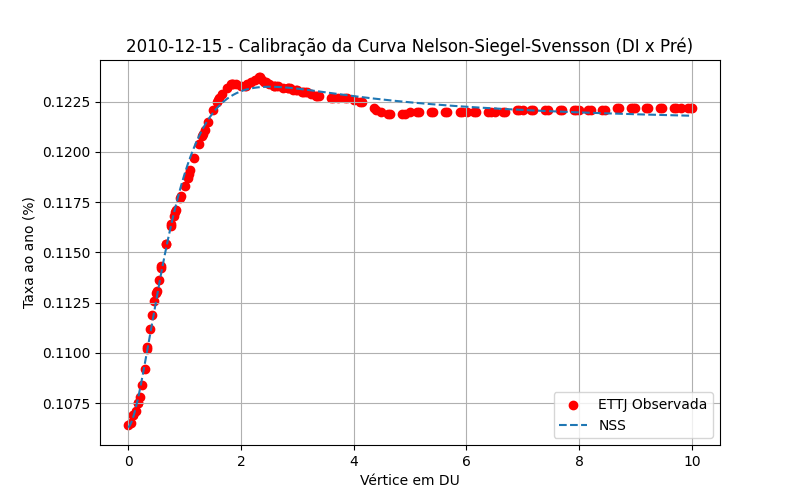 2010-12-15 - Calibração da Curva Nelson-Siegel-Svensson (DI x Pré)
Taxa ao ano (%)
0.1225
0.1200
0.1175
0.1150
0.1125
0.1100
0.1075
ETTJ Observada
NSS
0 2 4 6 8 10
Vértice em DU